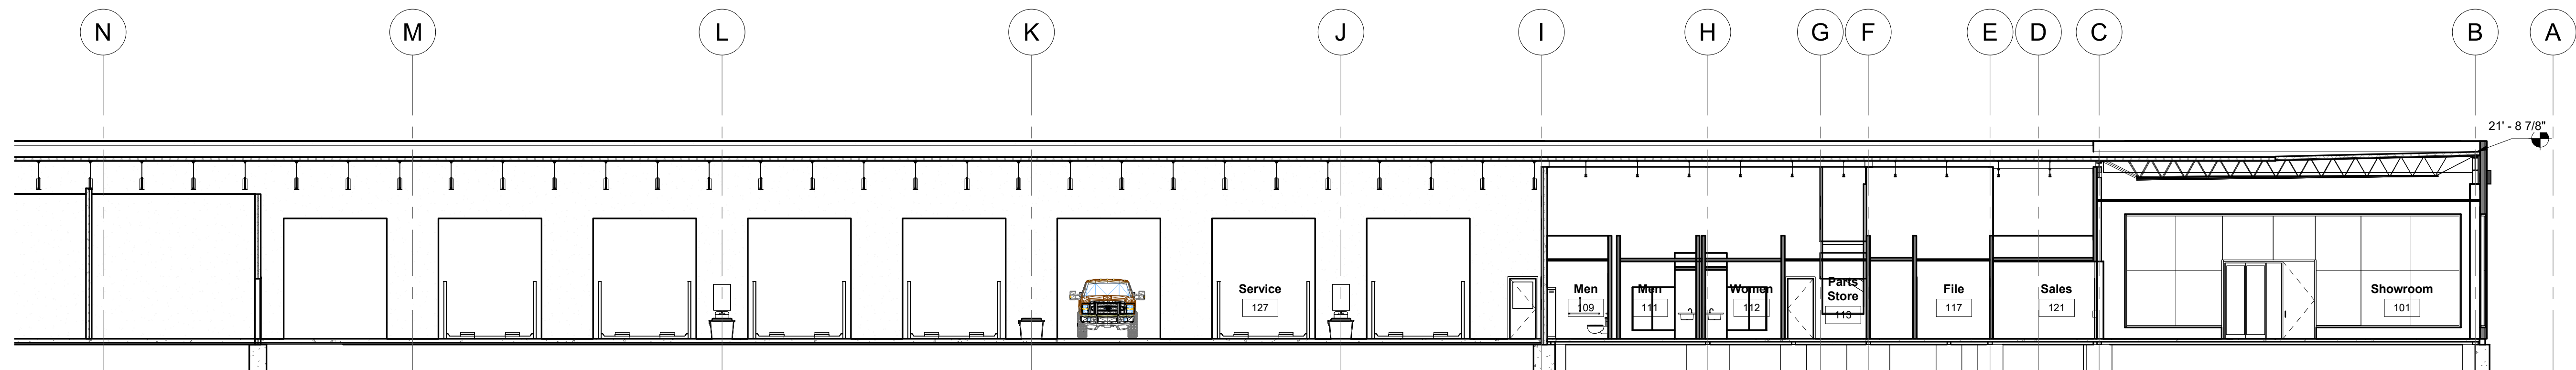 N M L K J I H G F E D C B A
21' - 8 7/8"
Service
127
Men
109
Men
111
Women
112
Parts
Store
113
File
117
Sales
121
Showroom
101